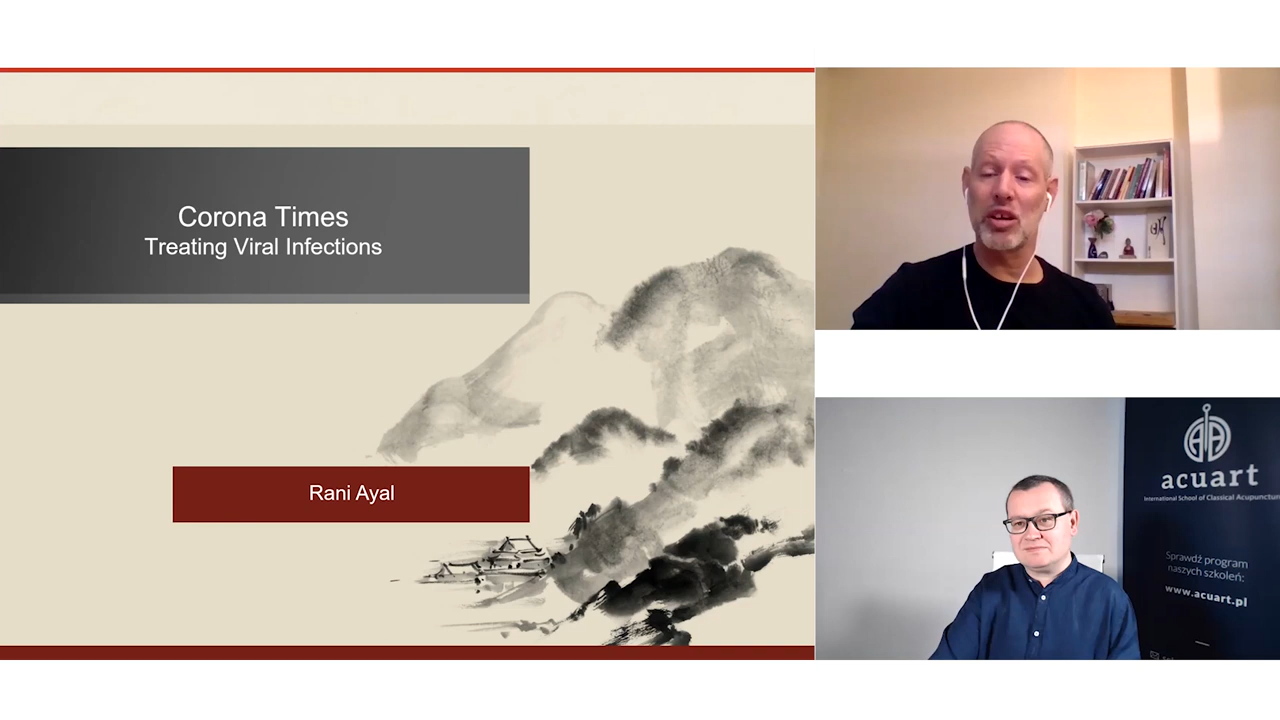 Corona Times
Treating Viral Infections
Rani Ayal
acuart
International School of Classical Acupunctur
Sprawdź program
naszych szkoleń:
www.acuart.pl